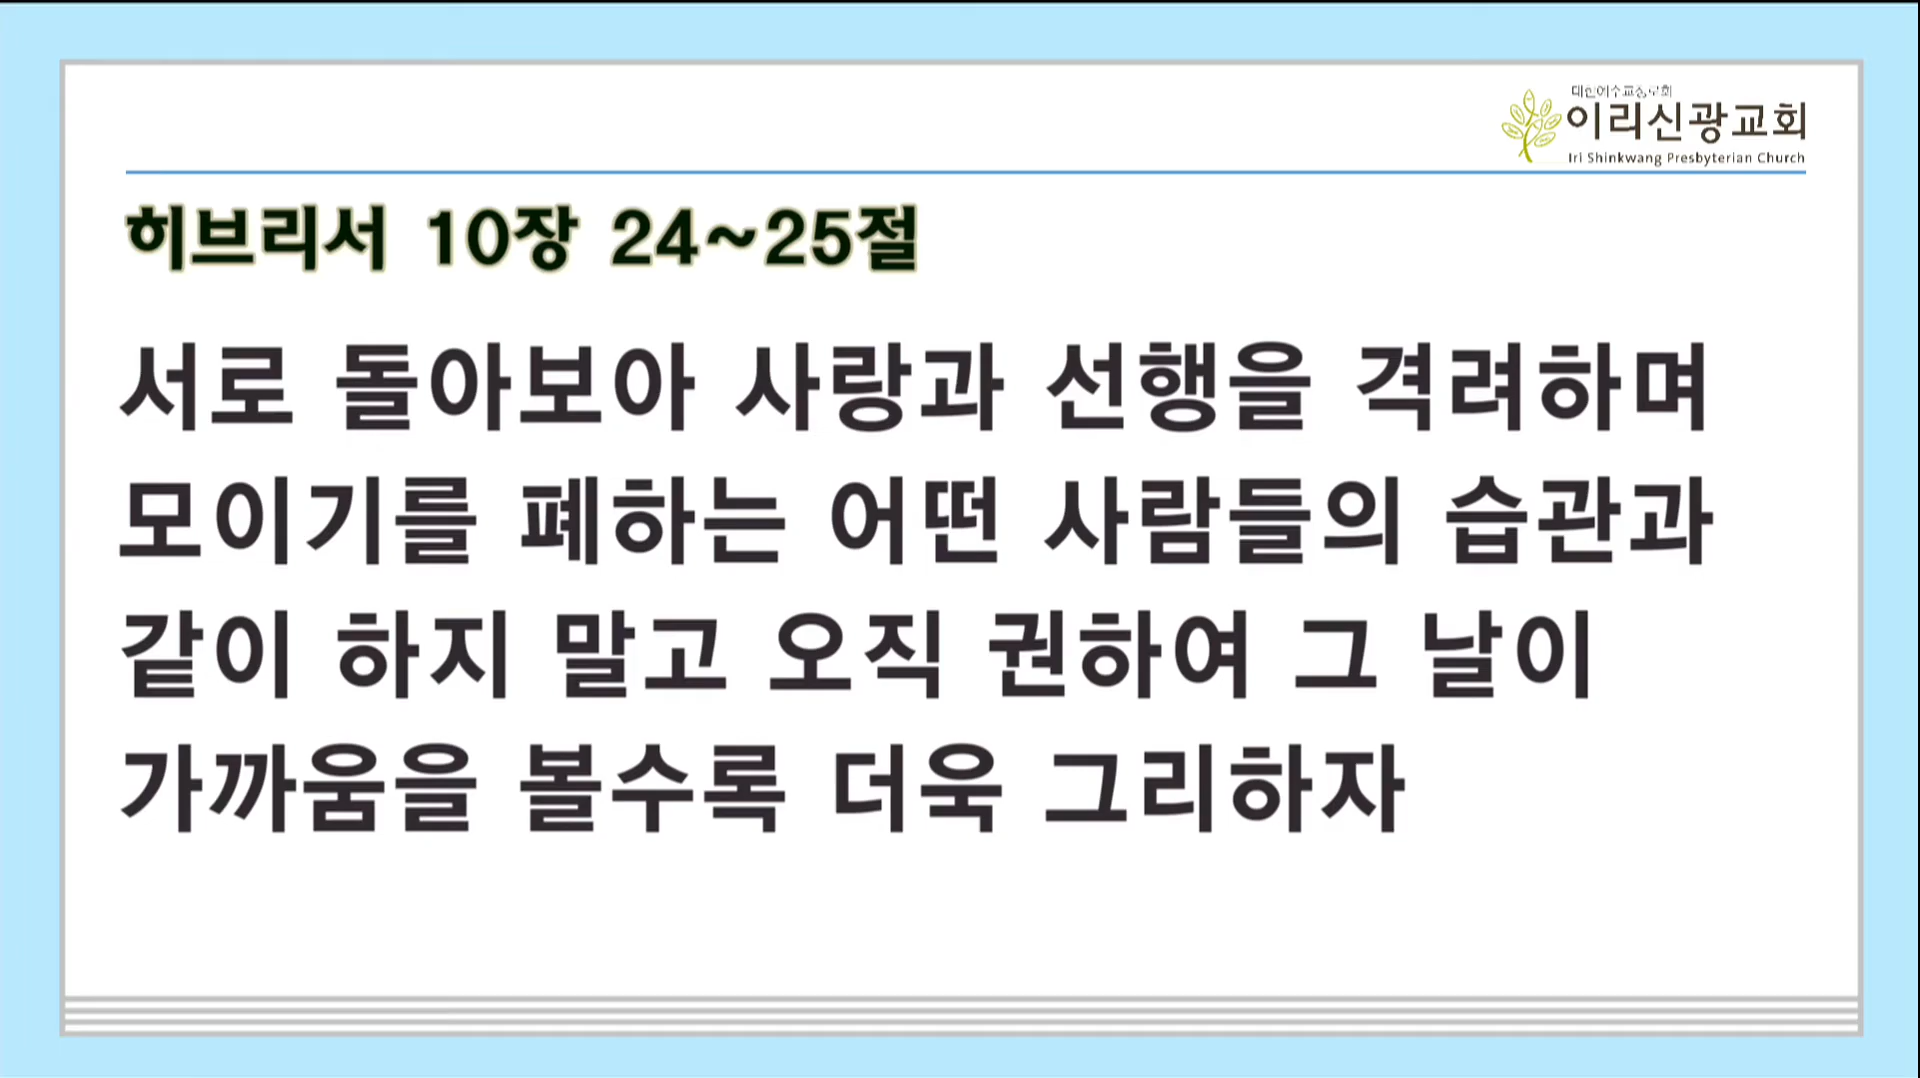 대한예수교장로회
이리신광교회
Iri Shinkwang Presbyterian Church
히브리서 10장 24~25절
서로 돌아보아 사랑과 선행을 격려하며
모이기를 폐하는 어떤 사람들의 습관과
같이 하지 말고 오직 권하여 그 날이
가까움을 볼수록 더욱 그리하자